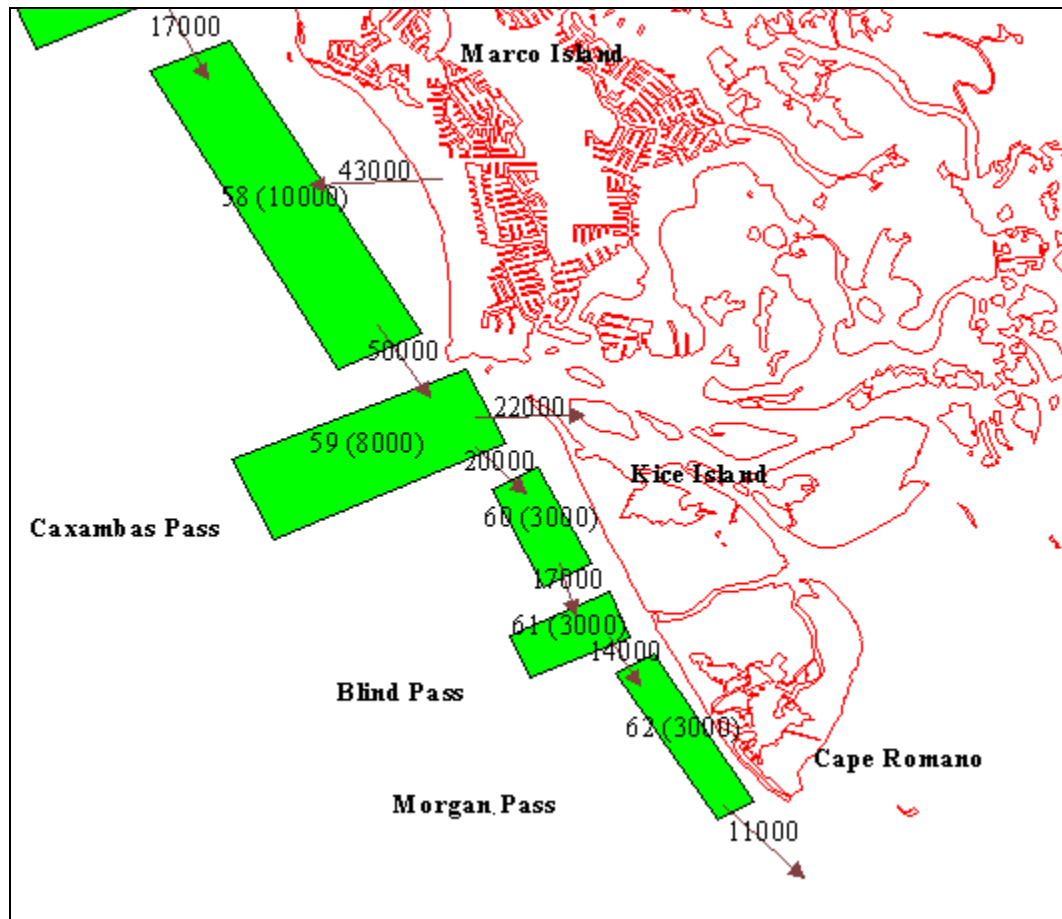 17000
Marco Island
43000
58 (10000)
50000
22000
59 (8000)
20000
Kice Island
60 (3000)
Caxambas Pass
17000
61 (3000)
14000
Blind Pass
62 (3000)
Cape Romano
Morgan Pass
11000